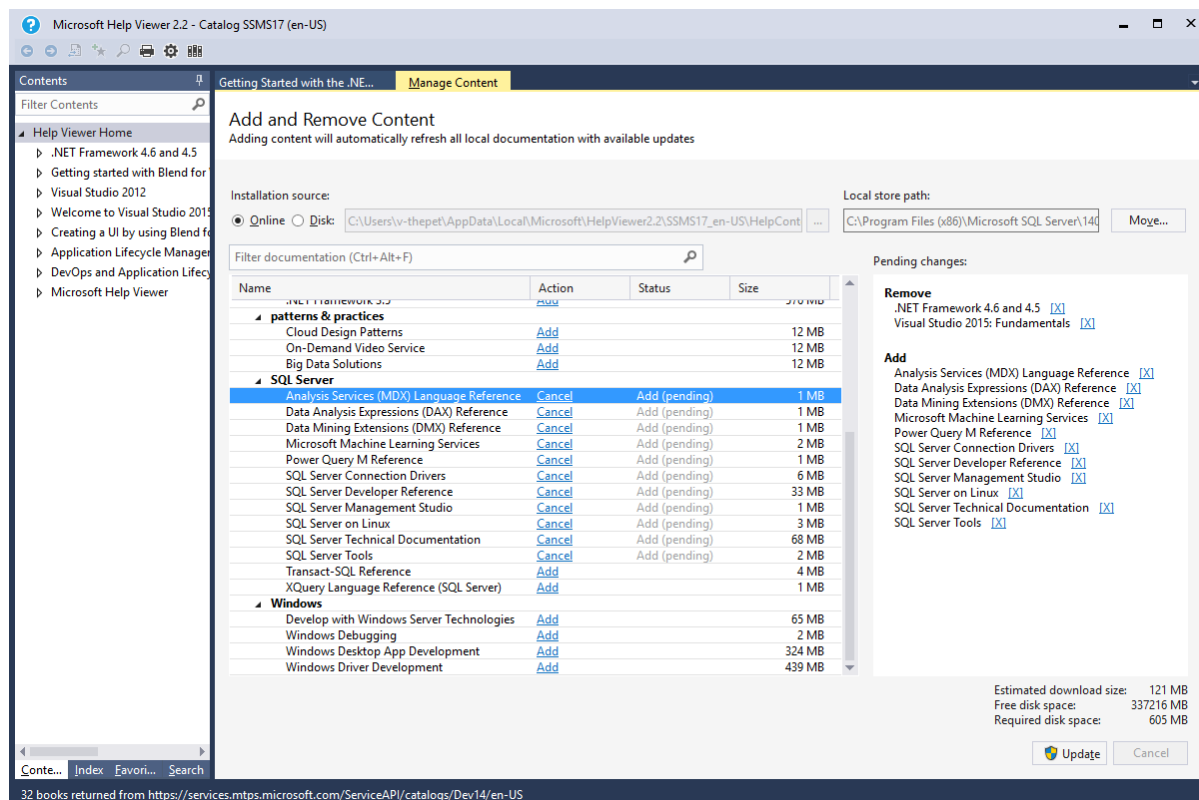 Microsoft Help Viewer 2.2 - Catalog SSMS17 (en-US)
Contents
Filter Contents
Help Viewer Home
.NET Framework 4.6 and 4.5
Getting started with Blend for
Visual Studio 2012
Welcome to Visual Studio 2015
Creating a UI by using Blend fo
Application Lifecycle Manager
DevOps and Application Lifecy
Microsoft Help Viewer
Conte... Index Favori... Search
Getting Started with the .NE... Manage Content
Add and Remove Content
Adding content will automatically refresh all local documentation with available updates
Installation source:
Online Disk: C:\Users\v-thepet\AppData\Local\Microsoft\HelpViewer2.2\SSMS17_en-US\HelpCont ...
Local store path:
C:\Program Files (x86)\Microsoft SQL Server\140 Move...
Filter documentation (Ctrl+Alt+F)
Name Action Status Size
.NET Framework 3.5 Add 370 MB
patterns & practices
Cloud Design Patterns Add 12 MB
On-Demand Video Service Add 12 MB
Big Data Solutions Add 12 MB
SQL Server
Analysis Services (MDX) Language Reference Cancel Add (pending) 1 MB
Data Analysis Expressions (DAX) Reference Cancel Add (pending) 1 MB
Data Mining Extensions (DMX) Reference Cancel Add (pending) 1 MB
Microsoft Machine Learning Services Cancel Add (pending) 2 MB
Power Query M Reference Cancel Add (pending) 1 MB
SQL Server Connection Drivers Cancel Add (pending) 6 MB
SQL Server Developer Reference Cancel Add (pending) 33 MB
SQL Server Management Studio Cancel Add (pending) 1 MB
SQL Server on Linux Cancel Add (pending) 3 MB
SQL Server Technical Documentation Cancel Add (pending) 68 MB
SQL Server Tools Cancel Add (pending) 2 MB
Transact-SQL Reference Add 4 MB
XQuery Language Reference (SQL Server) Add 1 MB
Windows
Develop with Windows Server Technologies Add 65 MB
Windows Debugging Add 2 MB
Windows Desktop App Development Add 324 MB
Windows Driver Development Add 439 MB
Pending changes:
Remove
.NET Framework 4.6 and 4.5 [X]
Visual Studio 2015: Fundamentals [X]
Add
Analysis Services (MDX) Language Reference [X]
Data Analysis Expressions (DAX) Reference [X]
Data Mining Extensions (DMX) Reference [X]
Microsoft Machine Learning Services [X]
Power Query M Reference [X]
SQL Server Connection Drivers [X]
SQL Server Developer Reference [X]
SQL Server Management Studio [X]
SQL Server on Linux [X]
SQL Server Technical Documentation [X]
SQL Server Tools [X]
Estimated download size: 121 MB
Free disk space: 337216 MB
Required disk space: 605 MB
Update Cancel
32 books returned from https://services.mtps.microsoft.com/ServiceAPI/catalogs/Dev14/en-US